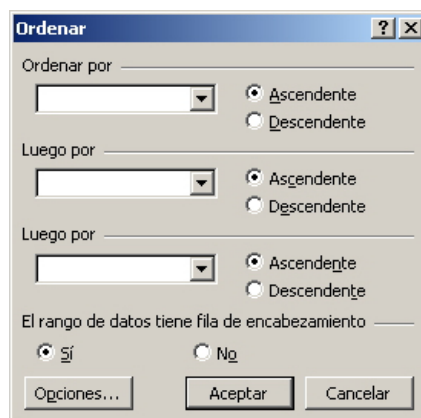 Ordenar
Ordenar por
Ascendente
Descendente
Luego por
Ascendente
Descendente
Luego por
Ascendente
Descendente
El rango de datos tiene fila de encabezamiento
Sí No
Opciones... Aceptar Cancelar